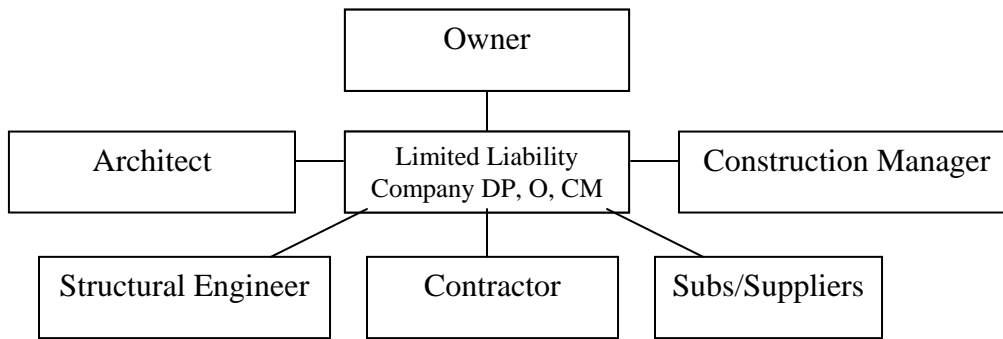 Owner
Architect
Limited Liability
Company DP, O, CM
Construction Manager
Structural Engineer
Contractor
Subs/Suppliers